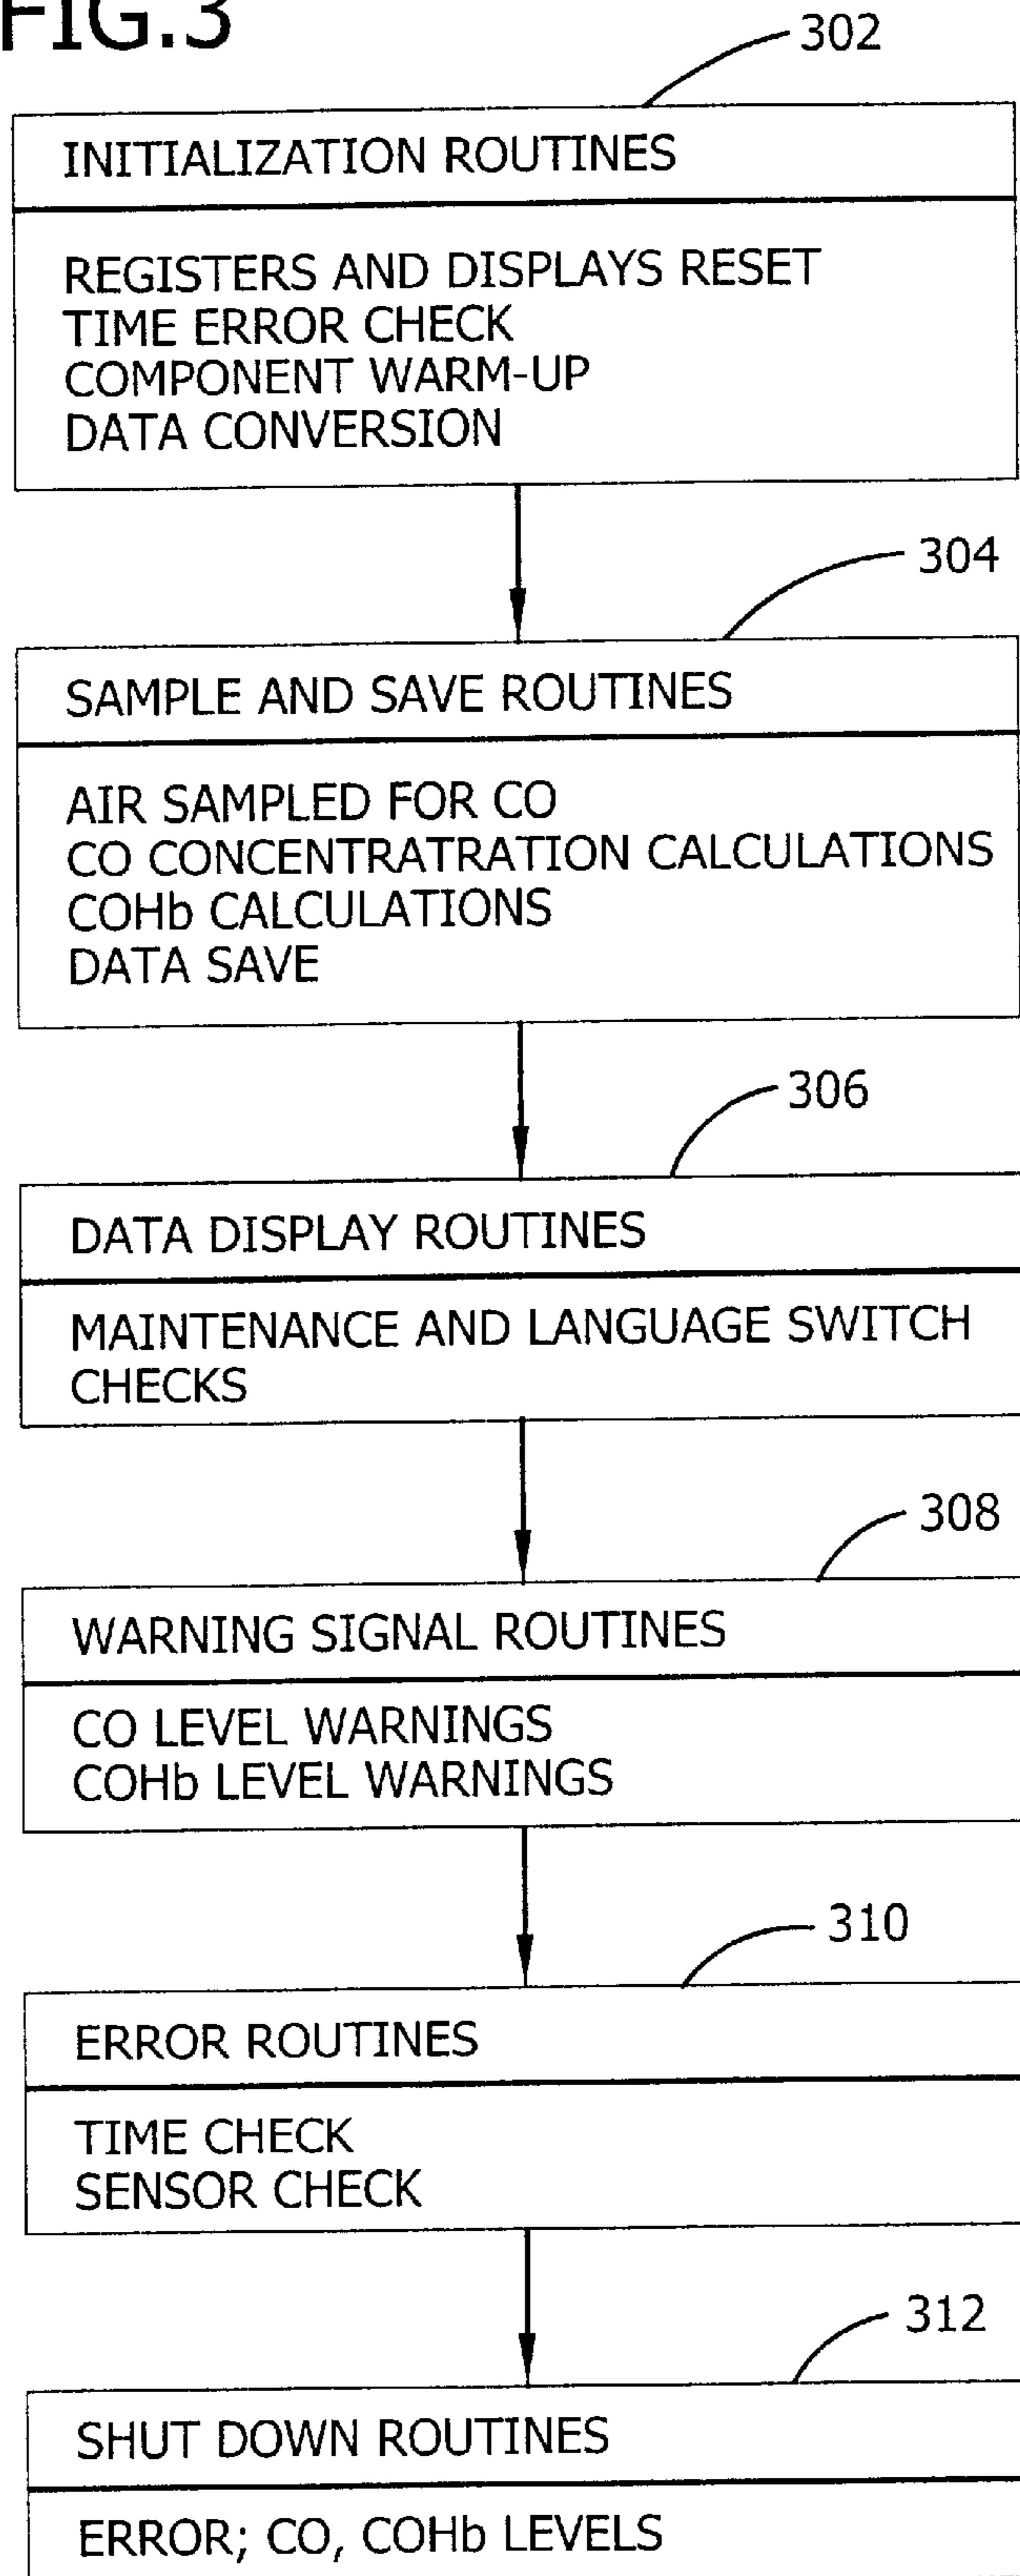 FIG.3
302
INITIALIZATION ROUTINES
REGISTERS AND DISPLAYS RESET
TIME ERROR CHECK
COMPONENT WARM-UP
DATA CONVERSION
304
SAMPLE AND SAVE ROUTINES
AIR SAMPLED FOR CO
CO CONCENTRATRATION CALCULATIONS
COHb CALCULATIONS
DATA SAVE
306
DATA DISPLAY ROUTINES
MAINTENANCE AND LANGUAGE SWITCH
CHECKS
308
WARNING SIGNAL ROUTINES
CO LEVEL WARNINGS
COHb LEVEL WARNINGS
310
ERROR ROUTINES
TIME CHECK
SENSOR CHECK
312
SHUT DOWN ROUTINES
ERROR; CO, COHb LEVELS